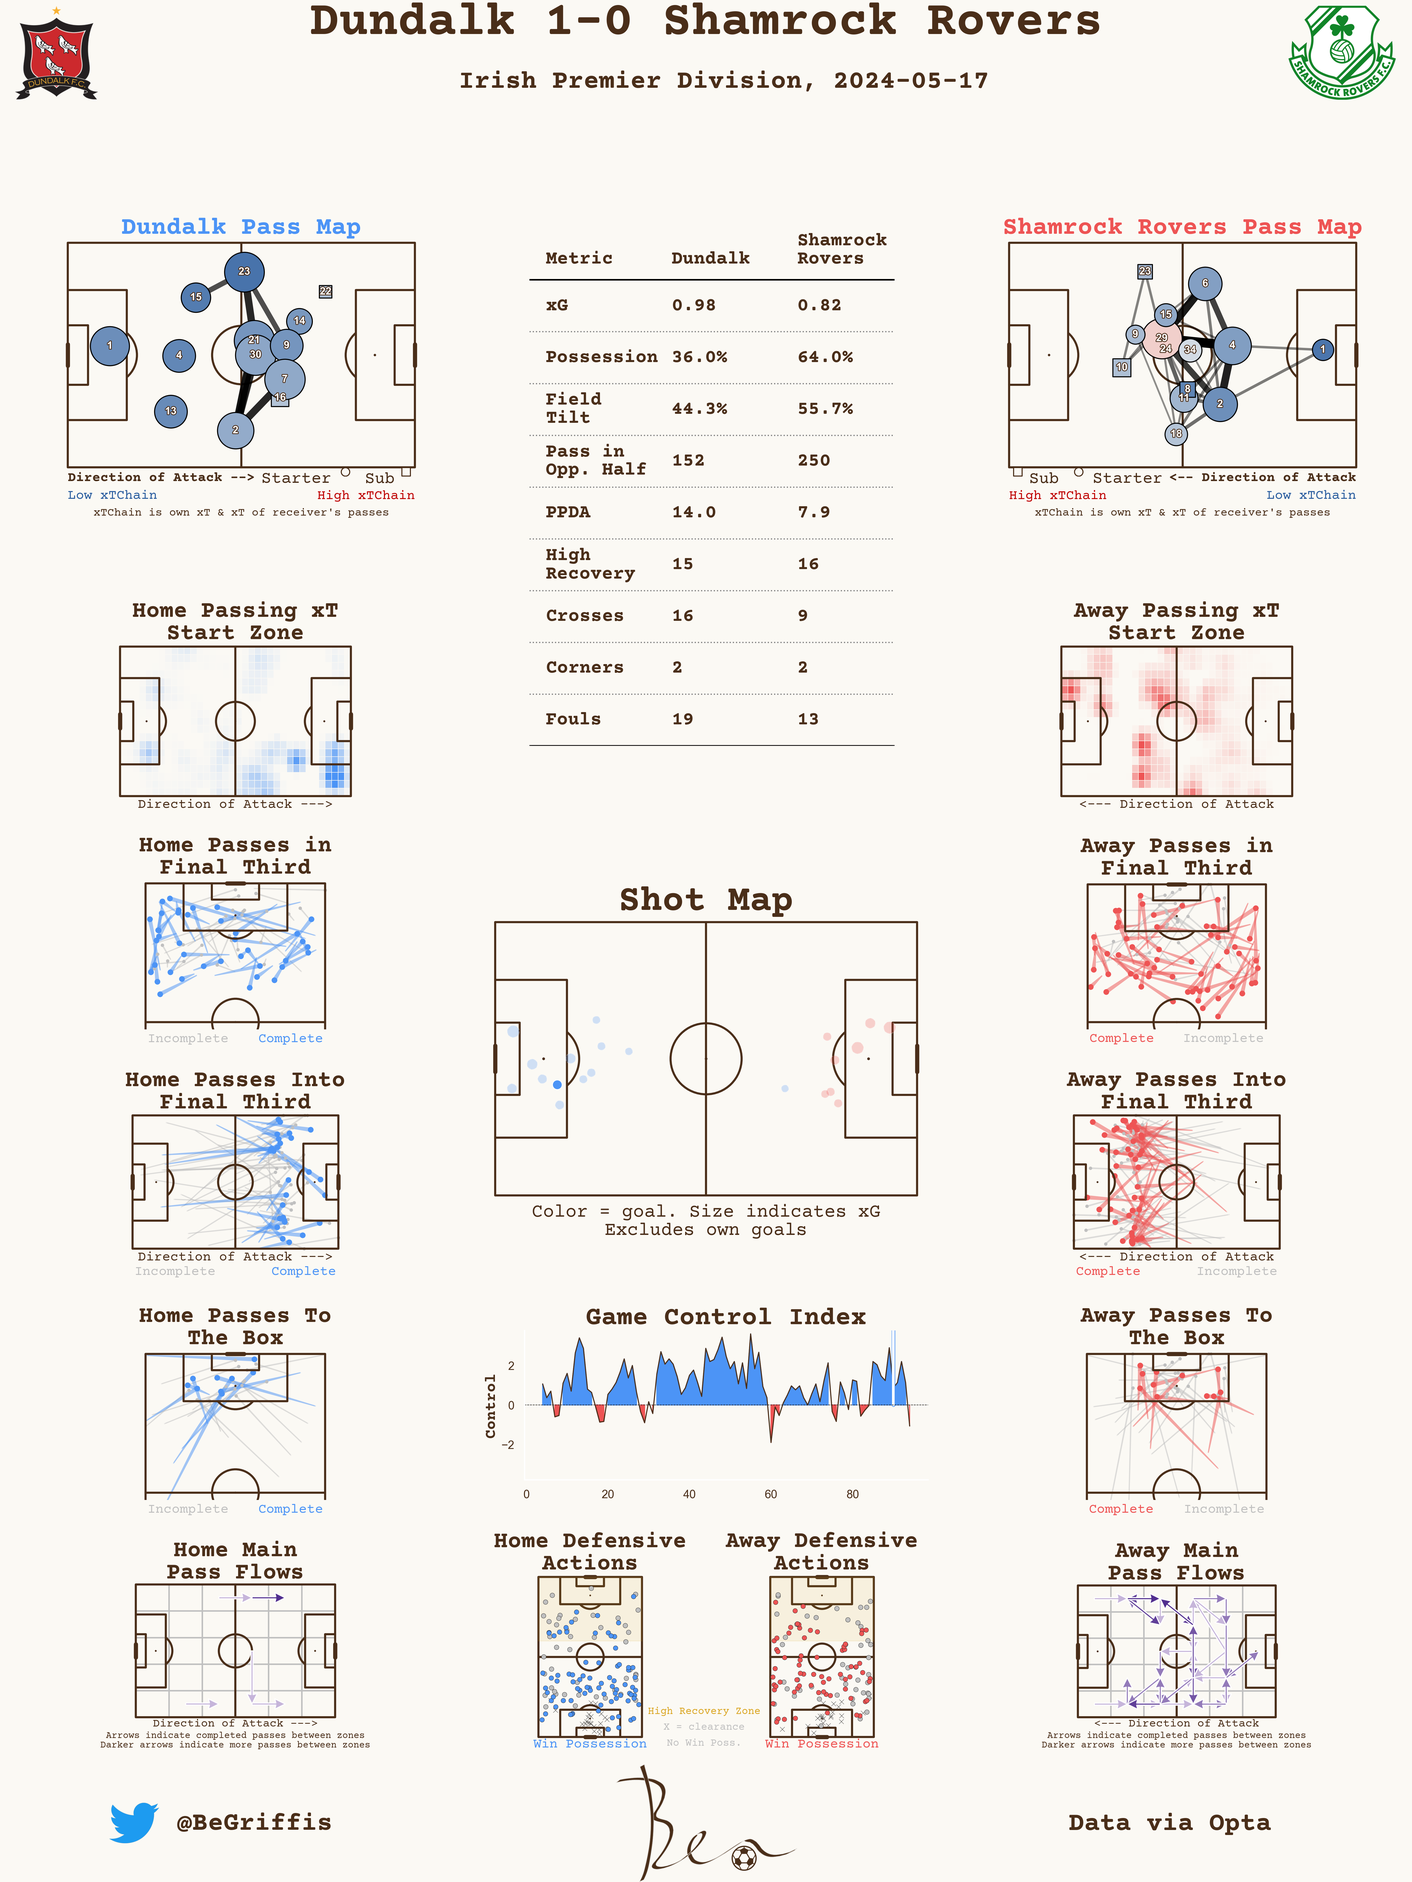 Dundalk 1-0 Shamrock Rovers
Irish Premier Division, 2024-05-17
DUNDALK F.C.
SHAMROCK ROVERS F.C.
Dundalk Pass Map
23
22
15
14
1
21
9
4
30
7
16
13
2
Direction of Attack --> Starter Sub
Low xTChain High xTChain
xTChain is own xT & xT of receiver's passes
Metric Dundalk Shamrock Rovers
xG 0.98 0.82
Possession 36.0% 64.0%
Field Tilt 44.3% 55.7%
Pass in Opp. Half 152 250
PPDA 14.0 7.9
High Recovery 15 16
Crosses 16 9
Corners 2 2
Fouls 19 13
Shamrock Rovers Pass Map
23
6
15
9
29
24
34
4
1
10
8
11
2
18
Sub Starter <-- Direction of Attack
High xTChain Low xTChain
xTChain is own xT & xT of receiver's passes
Home Passing xT
Start Zone
Direction of Attack --->
Away Passing xT
Start Zone
<--- Direction of Attack
Home Passes in
Final Third
Incomplete Complete
Away Passes in
Final Third
Complete Incomplete
Shot Map
Color = goal. Size indicates xG
Excludes own goals
Home Passes Into
Final Third
Direction of Attack --->
Incomplete Complete
Away Passes Into
Final Third
<--- Direction of Attack
Complete Incomplete
Game Control Index
Control
2
0
−2
0 20 40 60 80
Home Passes To
The Box
Incomplete Complete
Away Passes To
The Box
Complete Incomplete
Home Main
Pass Flows
Direction of Attack --->
Arrows indicate completed passes between zones
Darker arrows indicate more passes between zones
Home Defensive
Actions
Win Possession
Away Defensive
Actions
Win Possession
High Recovery Zone
X = clearance
No Win Poss.
Away Main
Pass Flows
<--- Direction of Attack
Arrows indicate completed passes between zones
Darker arrows indicate more passes between zones
@BeGriffis
Ben
Data via Opta